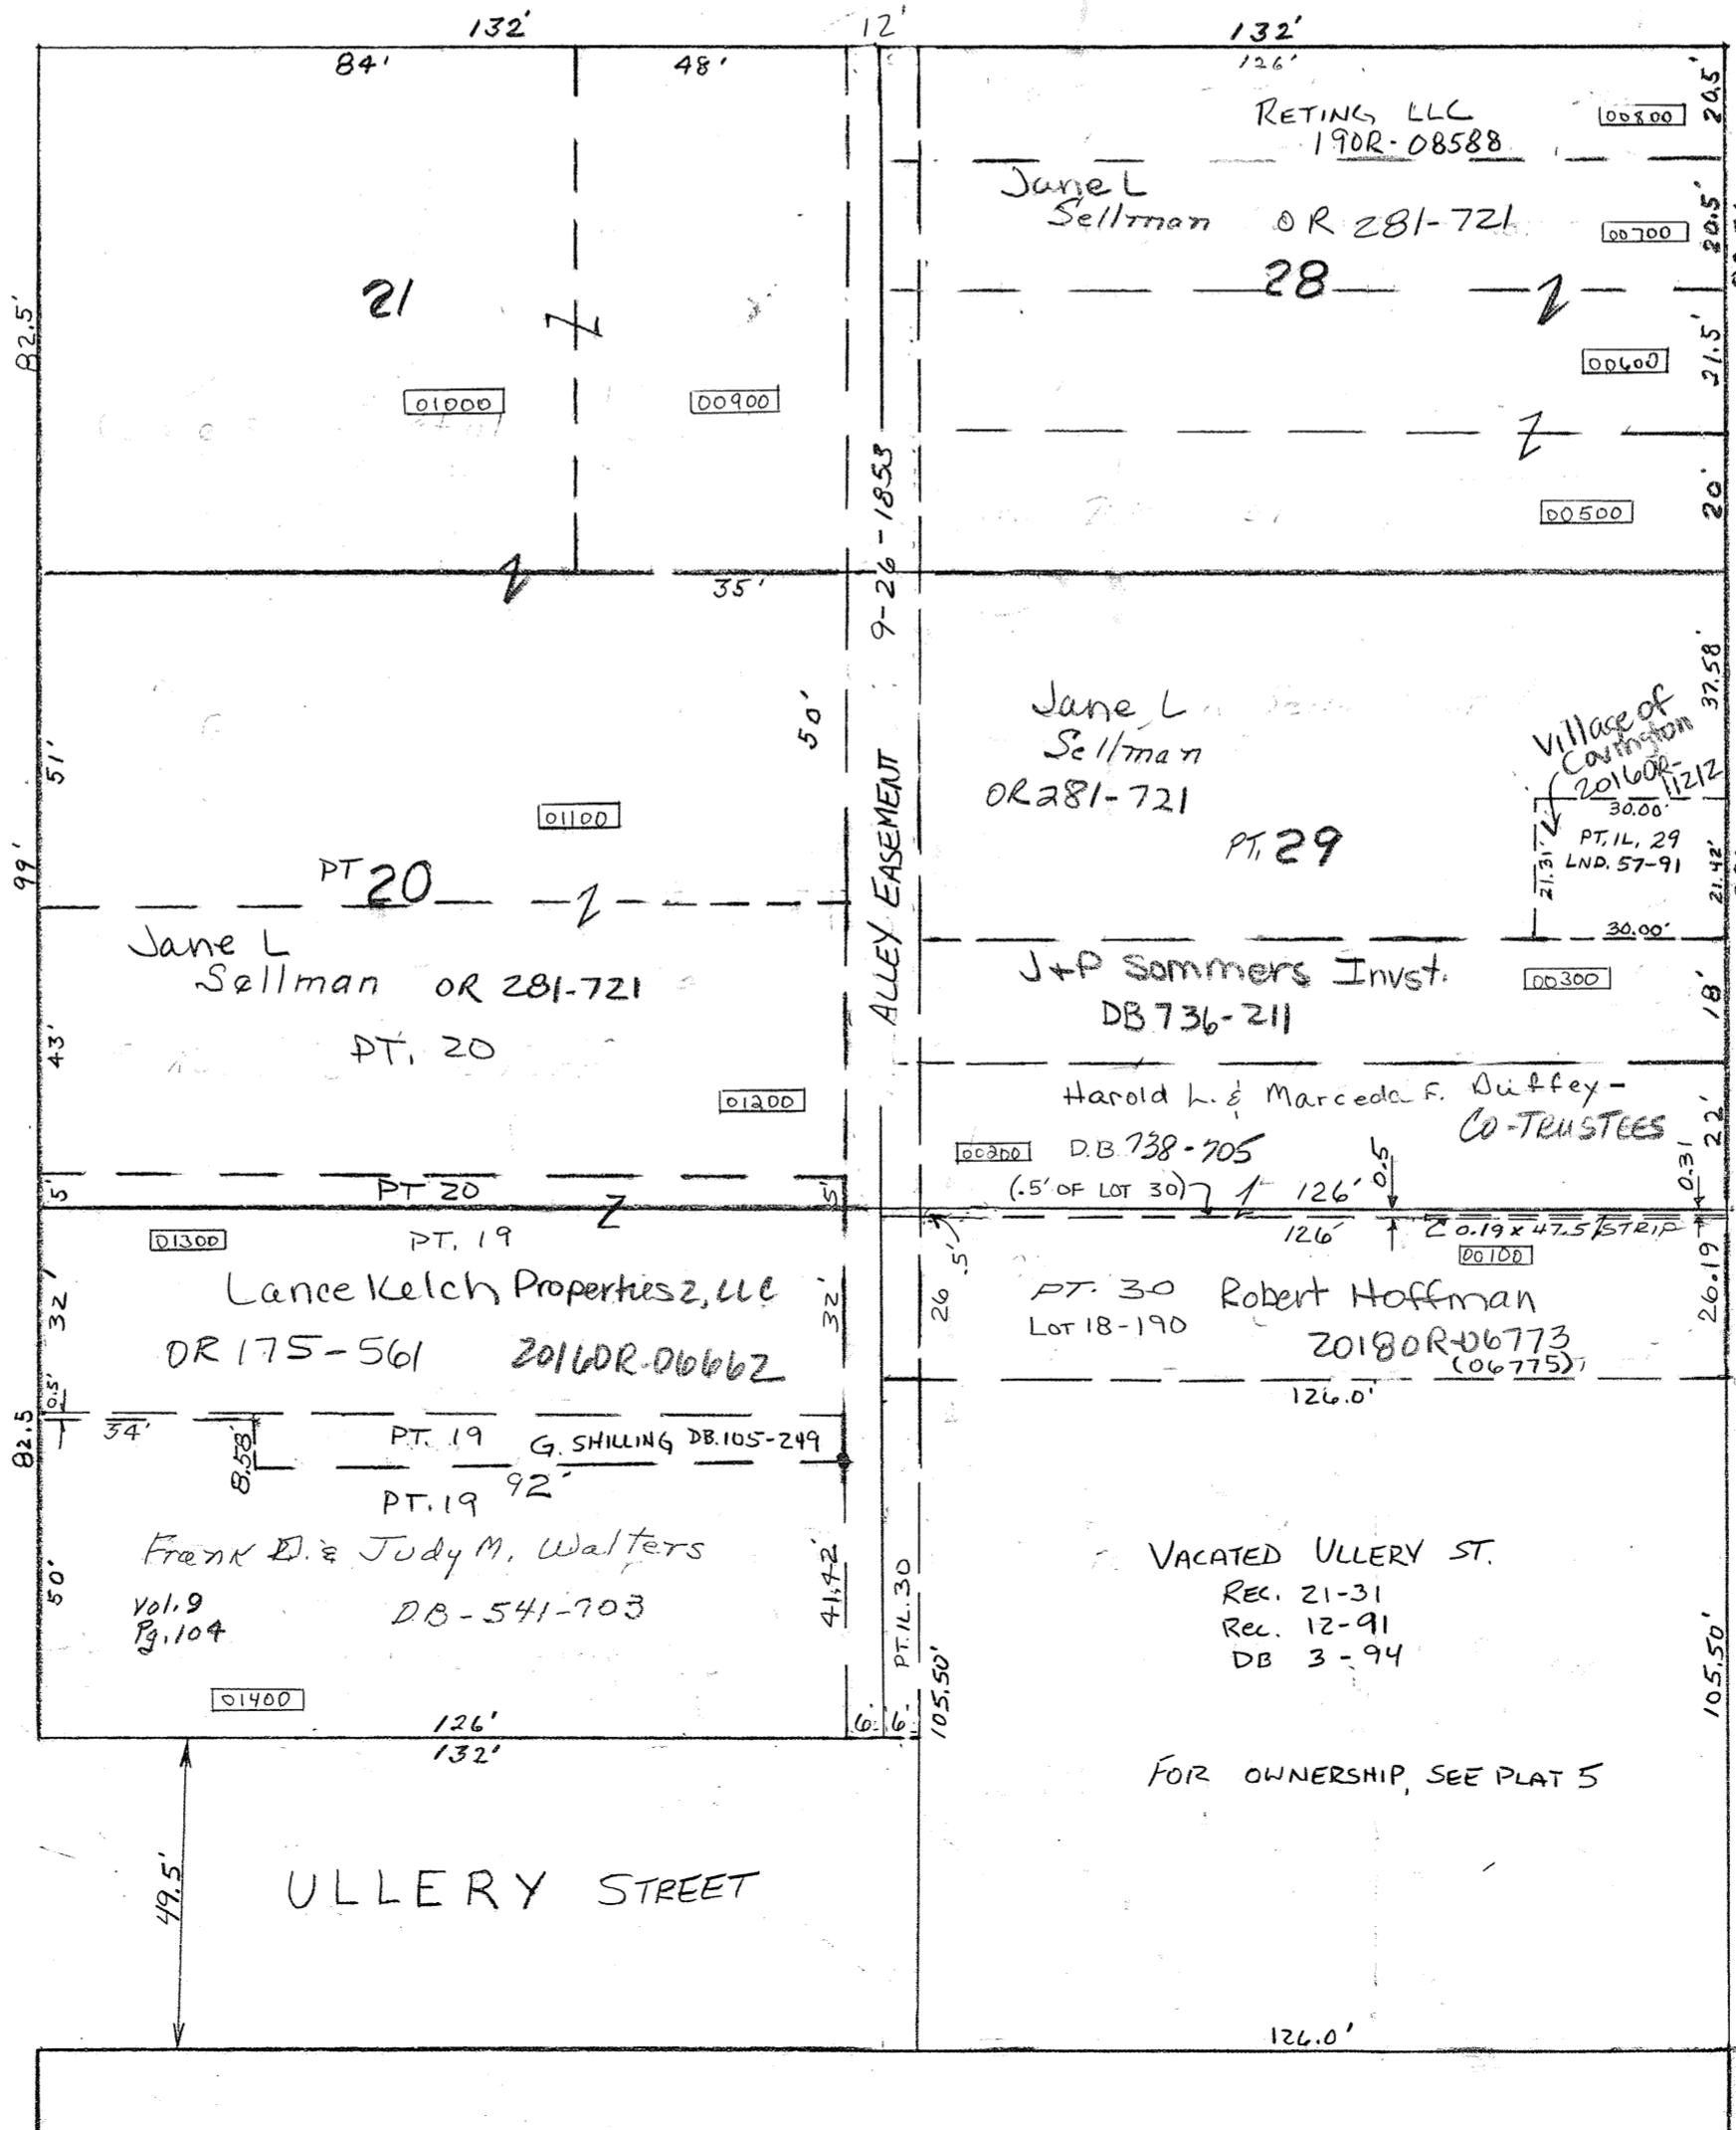 132'
12'
132'
84'
48'
126'
RETING LLC
190R-08588
00800
20.5'
Jane L
Sellman OR 281-721
00700
20.5'
21
28
82.5'
01000
00900
00600
21.5'
00500
20'
35'
ALLEY EASEMENT 9-26-1853
50'
51'
99'
01100
PT 20
Jane L
Sellman
OR 281-721
PT. 29
37.58'
Village of
Covington
2016OR-
11212
30.00'
PT. IL. 29
LND. 57-91
21.31'
21.42'
30.00'
Jane L
Sellman OR 281-721
PT. 20
43'
01200
J+P Sommers Invst.
DB 736-211
00300
18'
Harold L. & Marceda F. Duffey-
CO-TRUSTEES
00200
D.B. 738-705
(.5' OF LOT 30)
126'
0.5
22'
0.31
5'
PT 20
5'
126'
0.19 x 47.5' STRIP
00100
.5'
26
PT. 30
LOT 18-190
Robert Hoffman
2018OR-06773
(06775)
26.19'
126.0'
01300
PT. 19
Lance Kelch Properties 2, LLC
OR 175-561 2016OR-06662
32'
32'
0.5'
82.5
34'
8.58'
PT. 19 G. SHILLING DB. 105-249
92'
PT. 19
Frank D. & Judy M. Walters
Vol. 9
Pg. 104
DB-541-703
50'
41.42'
PT. IL. 30
105.50'
01400
126'
132'
6'
6'
VACATED ULLERY ST.
REC. 21-31
Rec. 12-91
DB 3-94
105.50'
FOR OWNERSHIP, SEE PLAT 5
49.5'
ULLERY STREET
126.0'